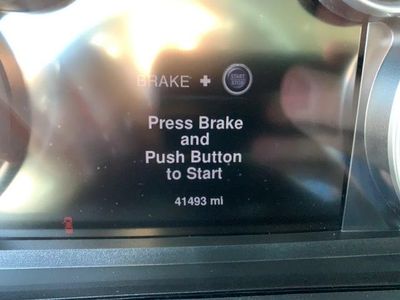 BRAKE +
START
STOP
Press Brake
and
Push Button
to Start
41493 mi